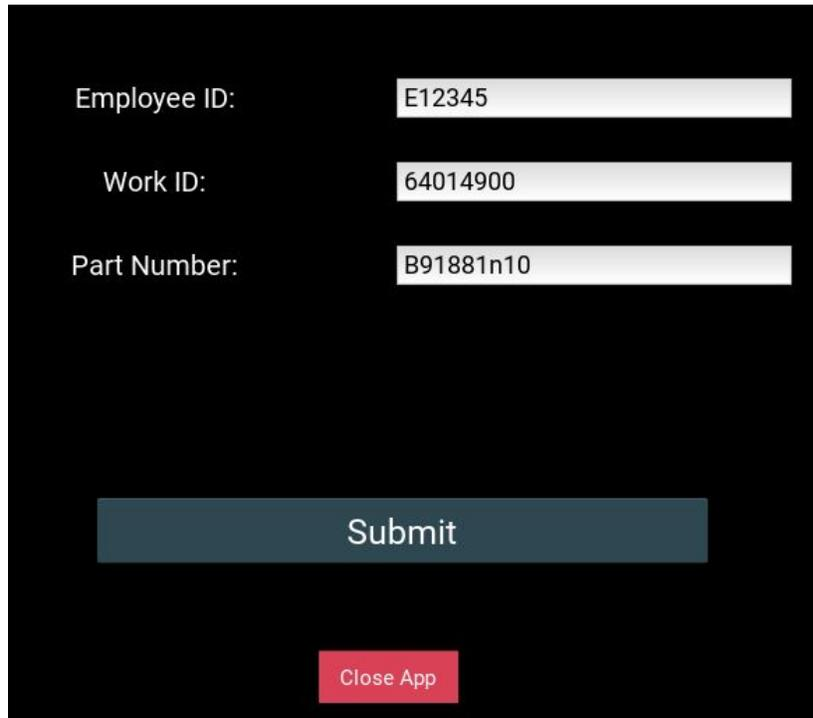 Employee ID: E12345
Work ID: 64014900
Part Number: B91881n10
Submit
Close App